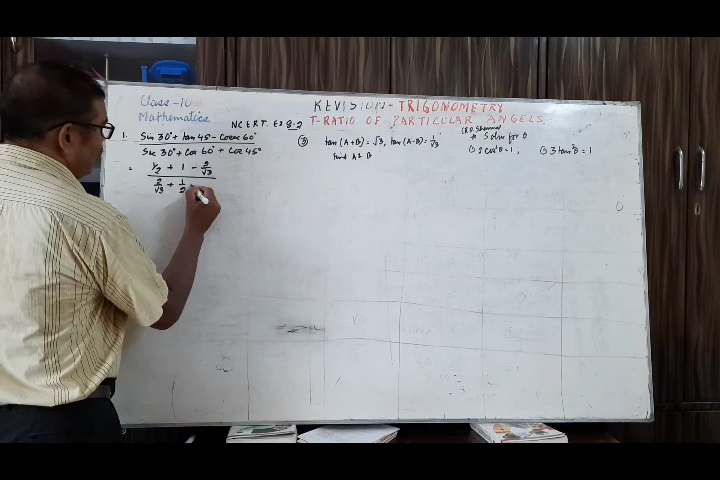 Class-10
Mathematics
REVISION- TRIGONOMETRY
T-RATIO OF PARTICULAR ANGELS
NCERT. EX 8.2
1. Sin 30° + tan 45 - Cosec 60°
Sec 30° + Cos 60° + Cot 45°
= 1/2 + 1 - 2/√3
2/√3 + 1/2
③ tan (A+B) = √3, tan (A-B) = 1/√3
Find A & B
(R.D. Sharma)
* Solve for θ
① 2 cos²θ = 1, ② 3 tan²θ = 1